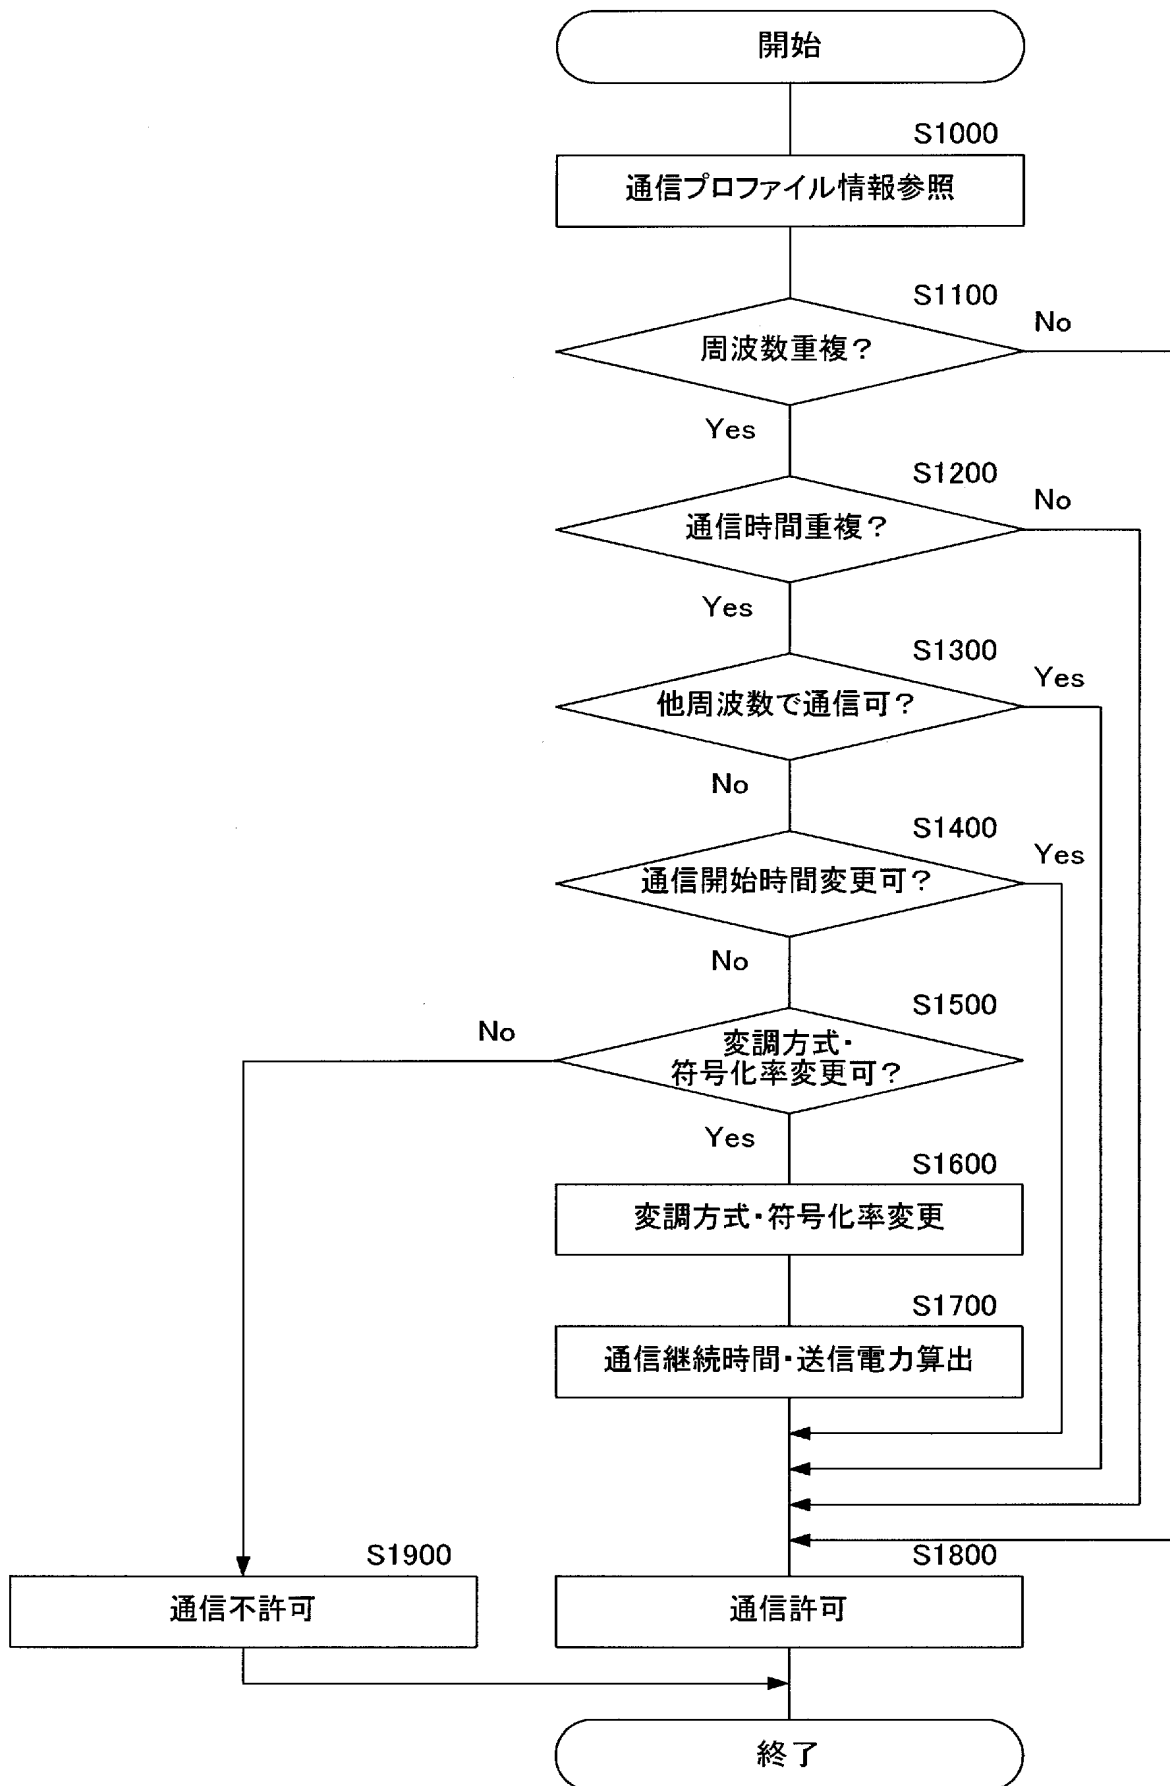 開始
S1000
通信プロファイル情報参照
S1100
周波数重複?
No
Yes
S1200
通信時間重複?
No
Yes
S1300
他周波数で通信可?
Yes
No
S1400
通信開始時間変更可?
Yes
No
S1500
変調方式・
符号化率変更可?
No
Yes
S1600
変調方式・符号化率変更
S1700
通信継続時間・送信電力算出
S1900
通信不許可
S1800
通信許可
終了